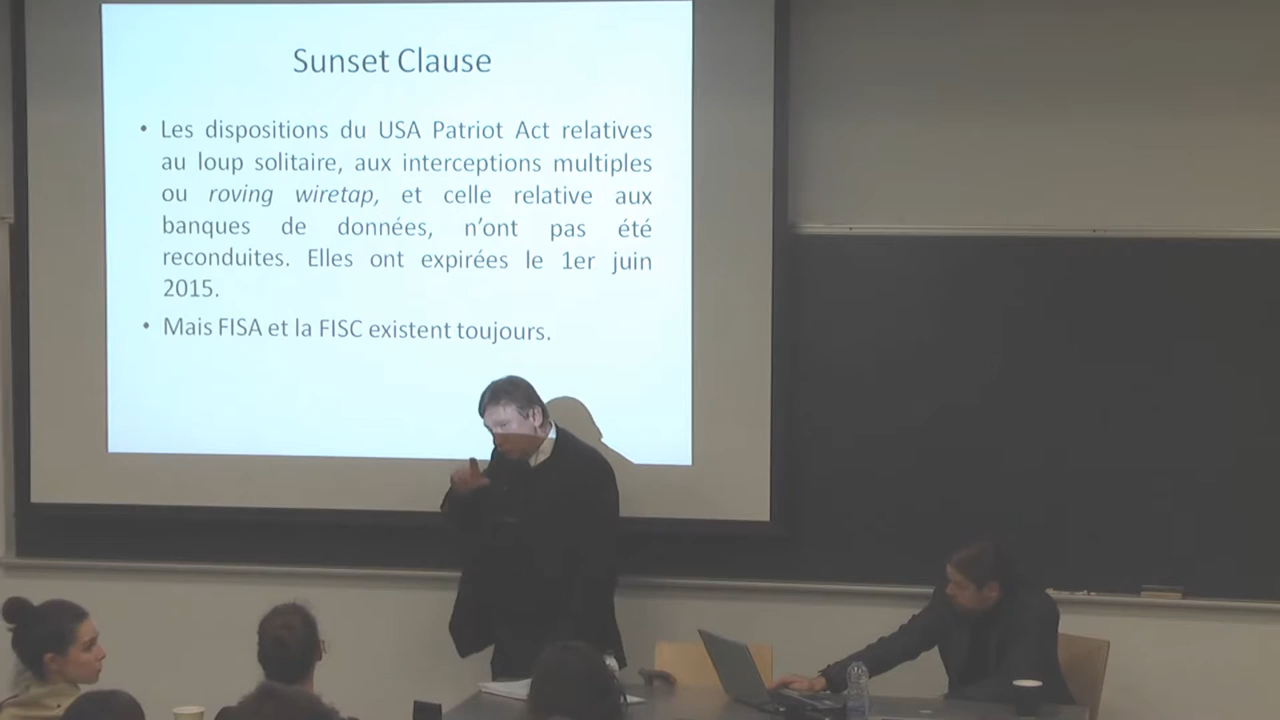 Sunset Clause
• Les dispositions du USA Patriot Act relatives
au loup solitaire, aux interceptions multiples
ou roving wiretap, et celle relative aux
banques de données, n’ont pas été
reconduites. Elles ont expirées le 1er juin
2015.
• Mais FISA et la FISC existent toujours.